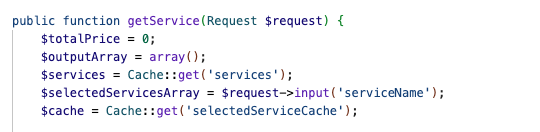 public function getService(Request $request) {
$totalPrice = 0;
$outputArray = array();
$services = Cache::get('services');
$selectedServicesArray = $request->input('serviceName');
$cache = Cache::get('selectedServiceCache');